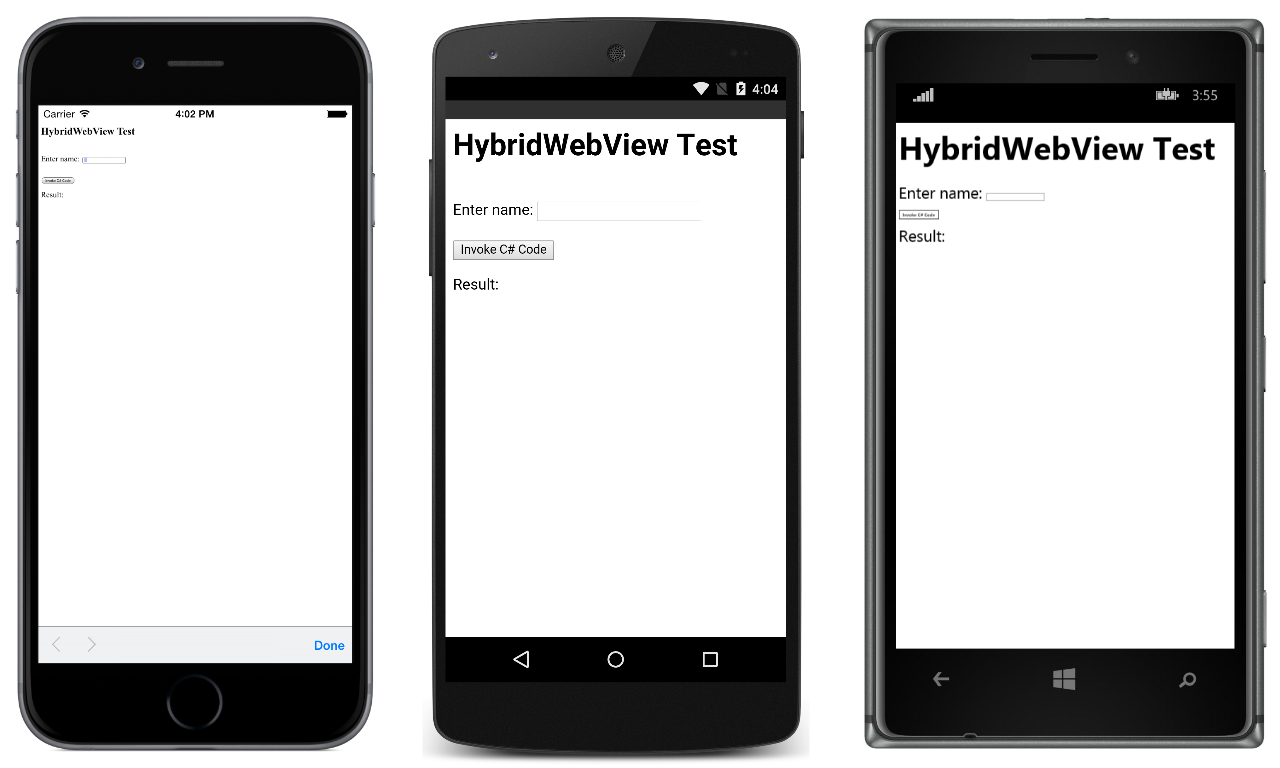 Carrier 4:02 PM
HybridWebView Test
Enter name:
Invoke C# Code
Result:
Done
4:04
HybridWebView Test
Enter name:
Invoke C# Code
Result:
3:55
HybridWebView Test
Enter name:
Invoke C# Code
Result: